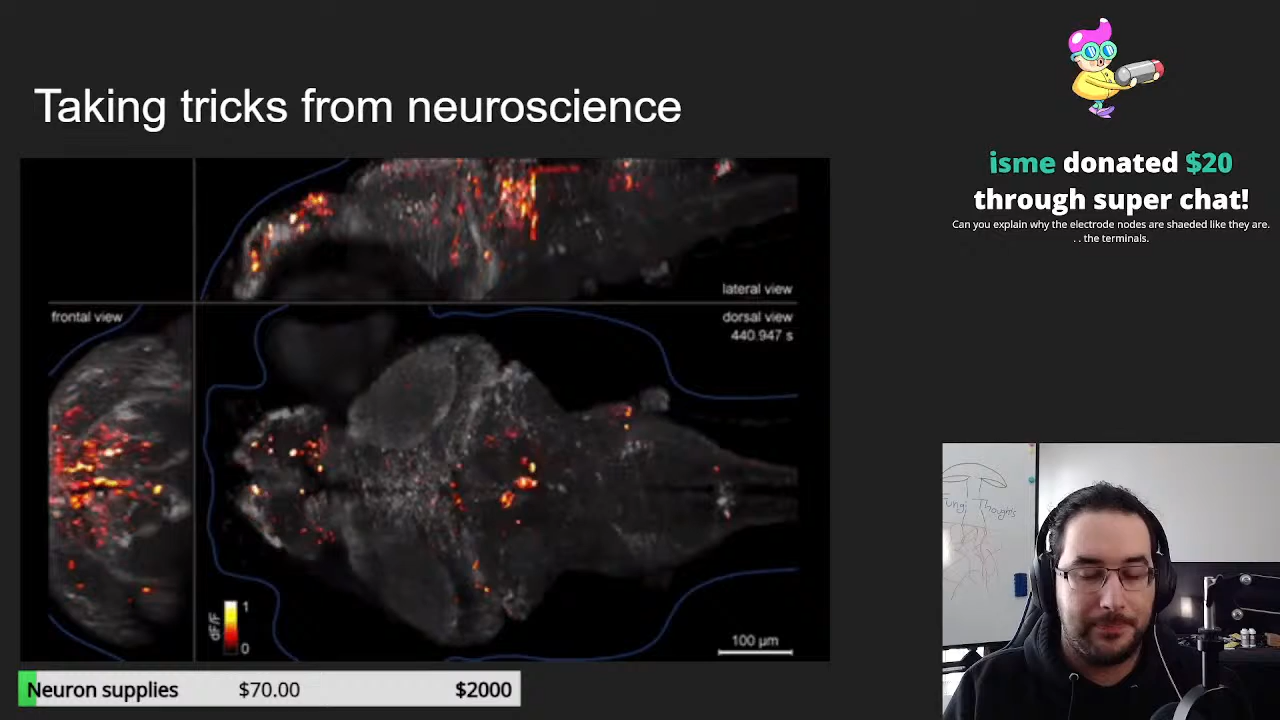 Taking tricks from neuroscience
isme donated $20
through super chat!
Can you explain why the electrode nodes are shaeded like they are.
. . the terminals.
lateral view
frontal view
dorsal view
440.947 s
Fungi Thoughts
dF/F
1
0
100 µm
Neuron supplies $70.00 $2000